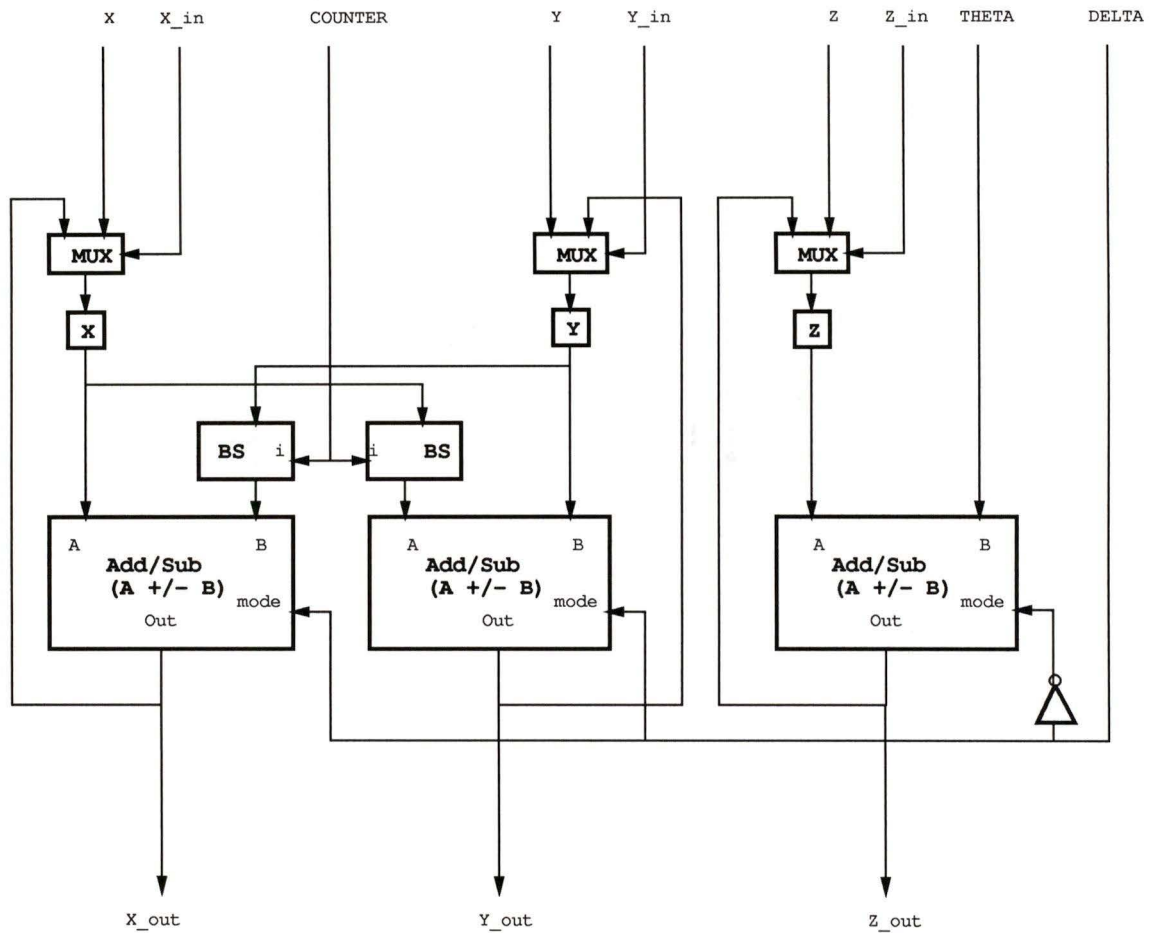 X X_in COUNTER Y Y_in Z Z_in THETA DELTA
MUX MUX MUX
X Y Z
BS i i BS
A B A B A B
Add/Sub Add/Sub Add/Sub
(A +/- B) (A +/- B) (A +/- B)
mode mode mode
Out Out Out
X_out Y_out Z_out